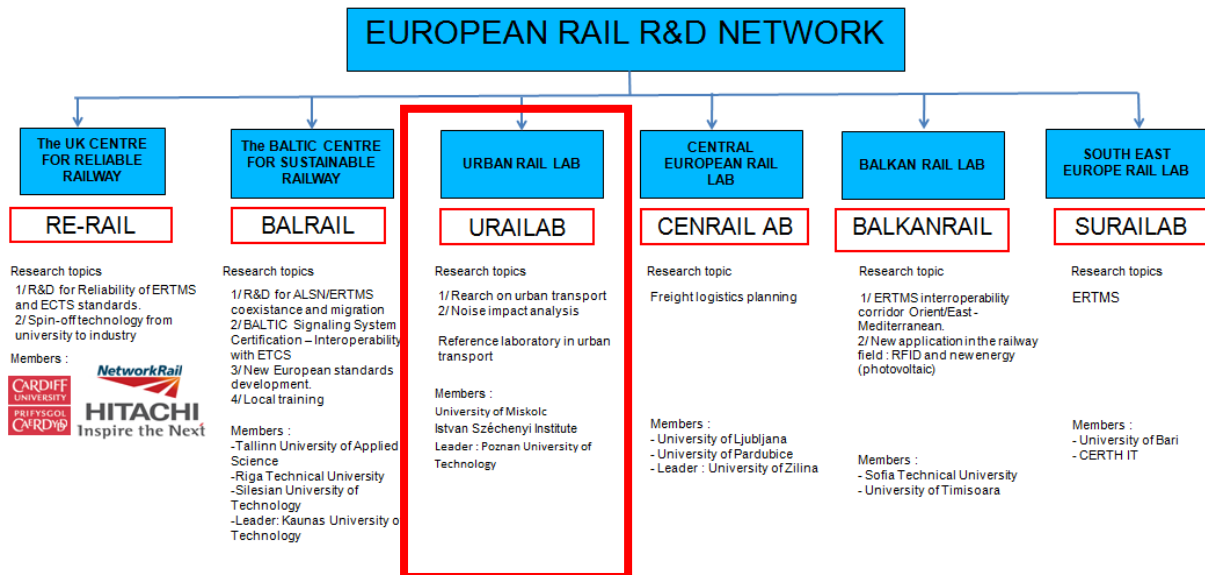 EUROPEAN RAIL R&D NETWORK
The UK CENTRE
FOR RELIABLE
RAILWAY
RE-RAIL
Research topics
1/ R&D for Reliability of ERTMS
and ECTS standards.
2/ Spin-off technology from
university to industry
Members :
CARDIFF
UNIVERSITY
PRIFYSGOL
CAERDYDD
NetworkRail
HITACHI
Inspire the Next
The BALTIC CENTRE
FOR SUSTAINABLE
RAILWAY
BALRAIL
Research topics
1/ R&D for ALSN/ERTMS
coexistance and migration
2/ BALTIC Signaling System
Certification – Interoperability
with ETCS
3/ New European standards
development.
4/ Local training
Members :
-Tallinn University of Applied
Science
-Riga Technical University
-Silesian University of
Technology
-Leader: Kaunas University o
Technology
URBAN RAIL LAB
URAILAB
Research topics
1/ Rearch on urban transport
2/ Noise impact analysis
Reference laboratory in urban
transport
Members :
University of Miskolc
Istvan Széchenyi Institute
Leader : Poznan University of
Technology
CENTRAL
EUROPEAN RAIL
LAB
CENRAIL AB
Research topic
Freight logistics planning
Members :
- University of Ljubljana
- University of Pardubice
- Leader : University of Zilina
BALKAN RAIL LAB
BALKANRAIL
Research topic
1/ ERTMS interroperability
corridor Orient/East -
Mediterranean.
2/ New application in the railway
field : RFID and new energy
(photovoltaic)
Members :
- Sofia Technical University
- University of Timisoara
SOUTH EAST
EUROPE RAIL LAB
SURAILAB
Research topics
ERTMS
Members :
- University of Bari
- CERTH IT